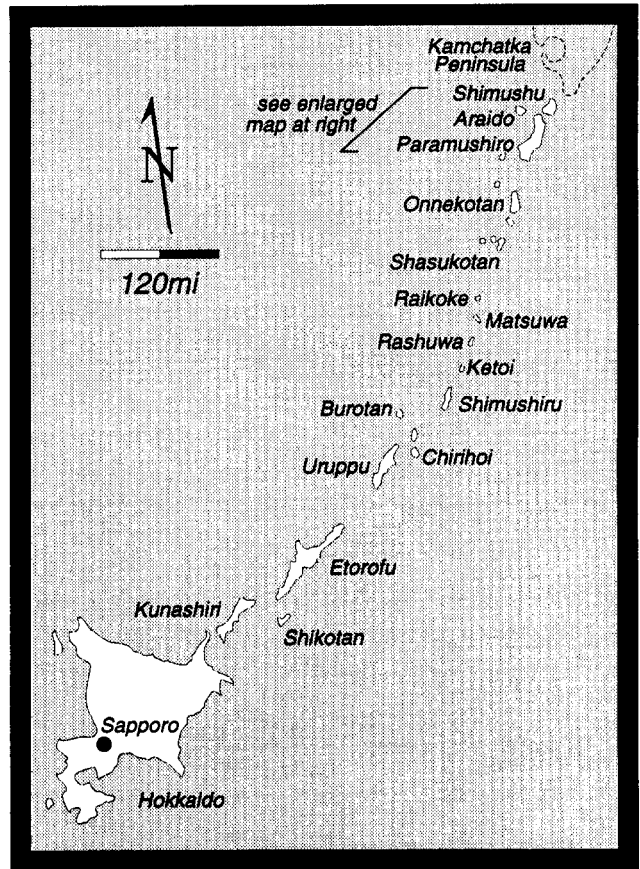 Kamchatka
Peninsula
see enlarged
map at right
Shimushu
Araido
Paramushiro
N
Onnekotan
120mi
Shasukotan
Raikoke
Matsuwa
Rashuwa
Ketoi
Shimushiru
Burotan
Chirihoi
Uruppu
Etorofu
Kunashiri
Shikotan
Sapporo
Hokkaido